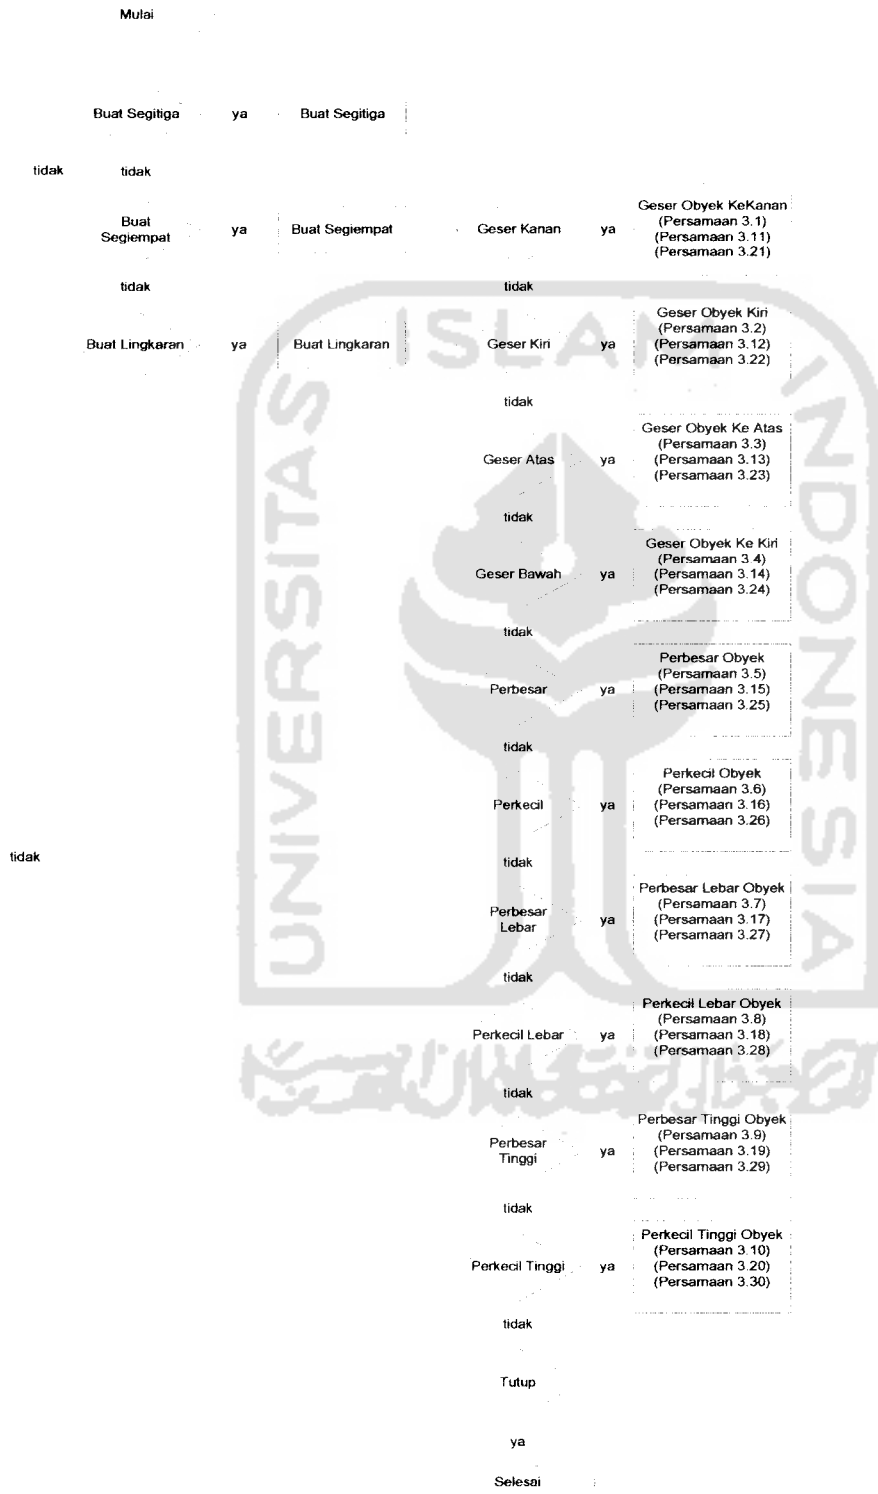 Mulai
Buat Segitiga ya Buat Segitiga
tidak tidak
Buat
Segiempat
ya
Buat Segiempat
Geser Kanan
ya
Geser Obyek KeKanan
(Persamaan 3.1)
(Persamaan 3.11)
(Persamaan 3.21)
tidak
tidak
Buat Lingkaran
ya
Buat Lingkaran
Geser Kiri
ya
Geser Obyek Kiri
(Persamaan 3.2)
(Persamaan 3.12)
(Persamaan 3.22)
tidak
Geser Atas
ya
Geser Obyek Ke Atas
(Persamaan 3.3)
(Persamaan 3.13)
(Persamaan 3.23)
tidak
Geser Bawah
ya
Geser Obyek Ke Kiri
(Persamaan 3.4)
(Persamaan 3.14)
(Persamaan 3.24)
tidak
Perbesar
ya
Perbesar Obyek
(Persamaan 3.5)
(Persamaan 3.15)
(Persamaan 3.25)
tidak
Perkecil
ya
Perkecil Obyek
(Persamaan 3.6)
(Persamaan 3.16)
(Persamaan 3.26)
tidak
tidak
Perbesar
Lebar
ya
Perbesar Lebar Obyek
(Persamaan 3.7)
(Persamaan 3.17)
(Persamaan 3.27)
tidak
Perkecil Lebar
ya
Perkecil Lebar Obyek
(Persamaan 3.8)
(Persamaan 3.18)
(Persamaan 3.28)
tidak
Perbesar
Tinggi
ya
Perbesar Tinggi Obyek
(Persamaan 3.9)
(Persamaan 3.19)
(Persamaan 3.29)
tidak
Perkecil Tinggi
ya
Perkecil Tinggi Obyek
(Persamaan 3.10)
(Persamaan 3.20)
(Persamaan 3.30)
tidak
Tutup
ya
Selesai
UNIVERSITAS
ISLAM
INDONESIA